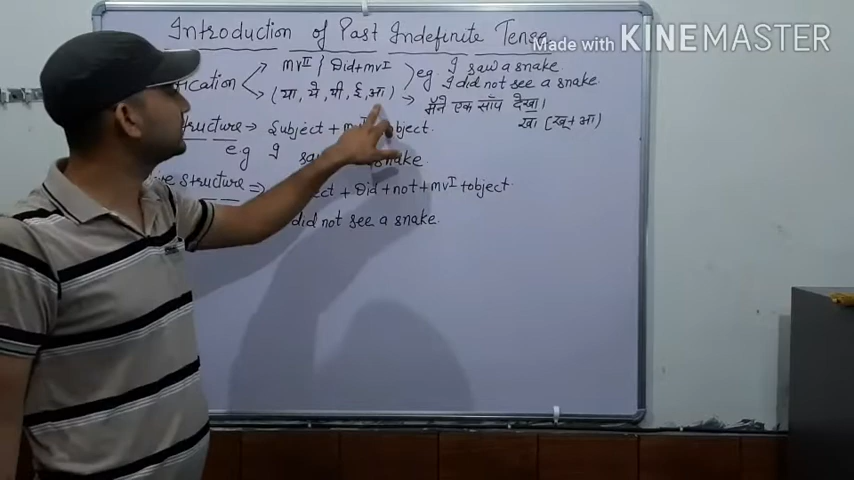 Introduction of Past Indefinite Tense
Made with KINEMASTER
MVII / Did+MVI
eg I saw a snake.
I did not see a snake.
(या, ये, यी, ई, आ)
→ मैंने एक साँप देखा।
खा (ख्+आ)
structure → Subject + object.
e.g I snake.
structure ⇒ + Did + not + MVI + object.
did not see a snake.